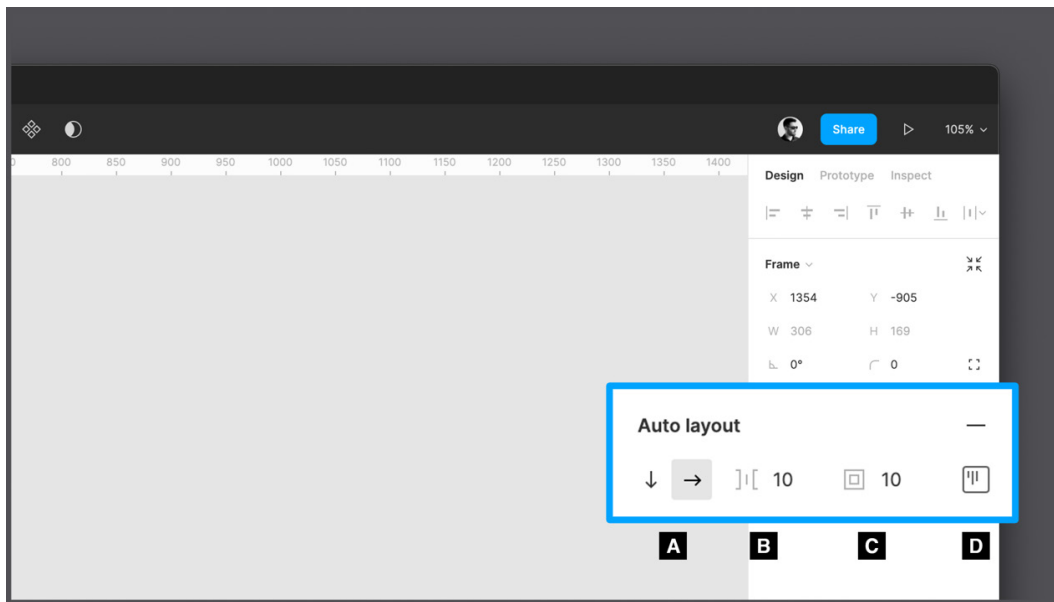 Share 105%
800 850 900 950 1000 1050 1100 1150 1200 1250 1300 1350 1400
Design Prototype Inspect
Frame
X 1354 Y -905
W 306 H 169
0° 0
Auto layout
10 10
A B C D